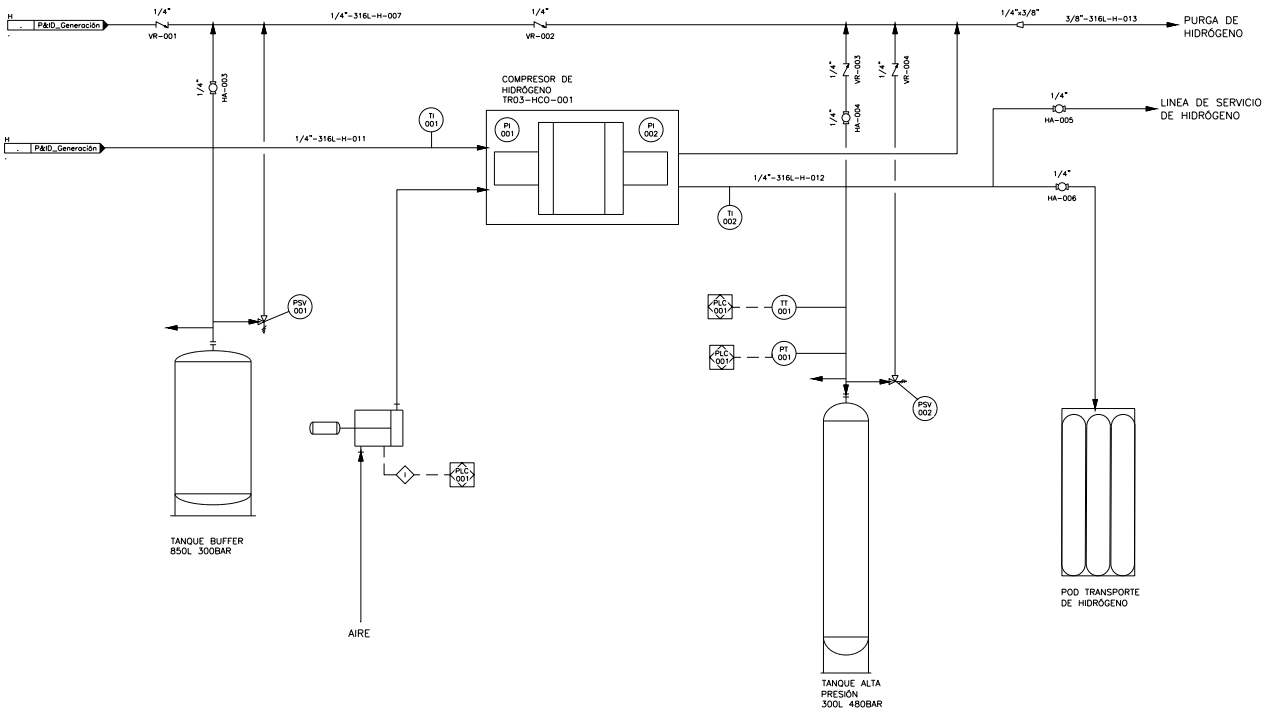 H
P&ID_Generación
1/4"
VR-001
1/4"-316L-H-007
1/4"
VR-002
1/4"x3/8"
3/8"-316L-H-013
PURGA DE
HIDRÓGENO
1/4"
HA-003
1/4"
VR-003
1/4"
VR-004
1/4"
HA-004
COMPRESOR DE
HIDRÓGENO
TR03-HCO-001
PI
001
PI
002
TI
001
1/4"
HA-005
LINEA DE SERVICIO
DE HIDRÓGENO
H
P&ID_Generación
1/4"-316L-H-011
1/4"-316L-H-012
1/4"
HA-006
TI
002
PSV
001
PLC
001
TT
001
PLC
001
PT
001
PSV
002
I
PLC
001
TANQUE BUFFER
850L 300BAR
AIRE
POD TRANSPORTE
DE HIDRÓGENO
TANQUE ALTA
PRESIÓN
300L 480BAR